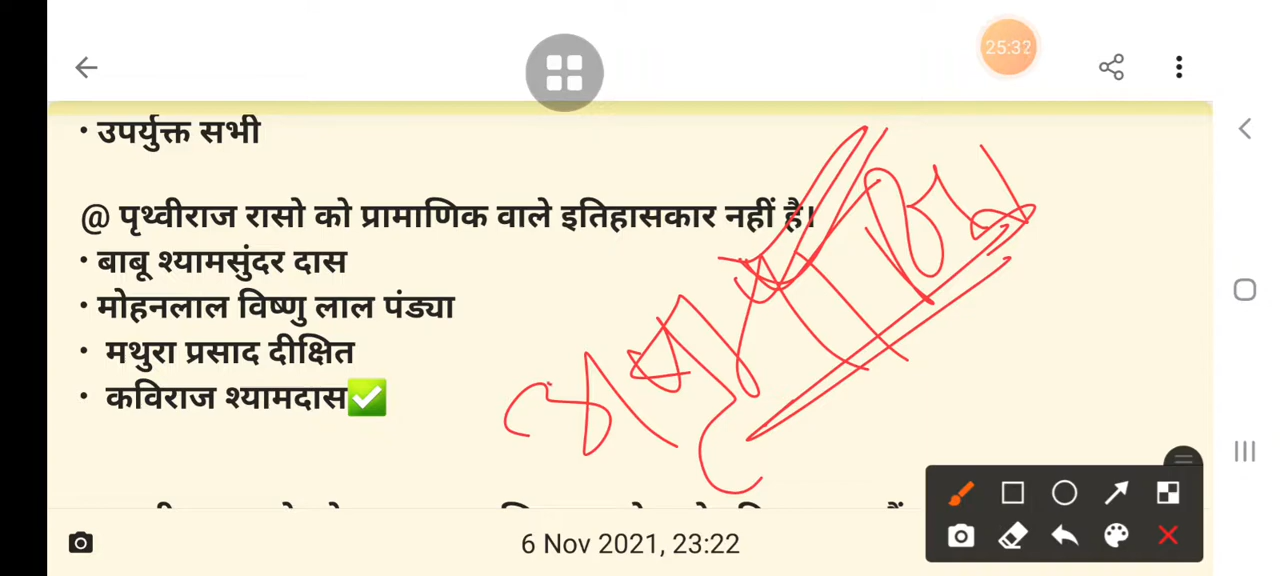 25:32
• उपर्युक्त सभी
@ पृथ्वीराज रासो को प्रामाणिक वाले इतिहासकार नहीं है।
• बाबू श्यामसुंदर दास
• मोहनलाल विष्णु लाल पंड्या
• मथुरा प्रसाद दीक्षित
• कविराज श्यामदास✅
6 Nov 2021, 23:22